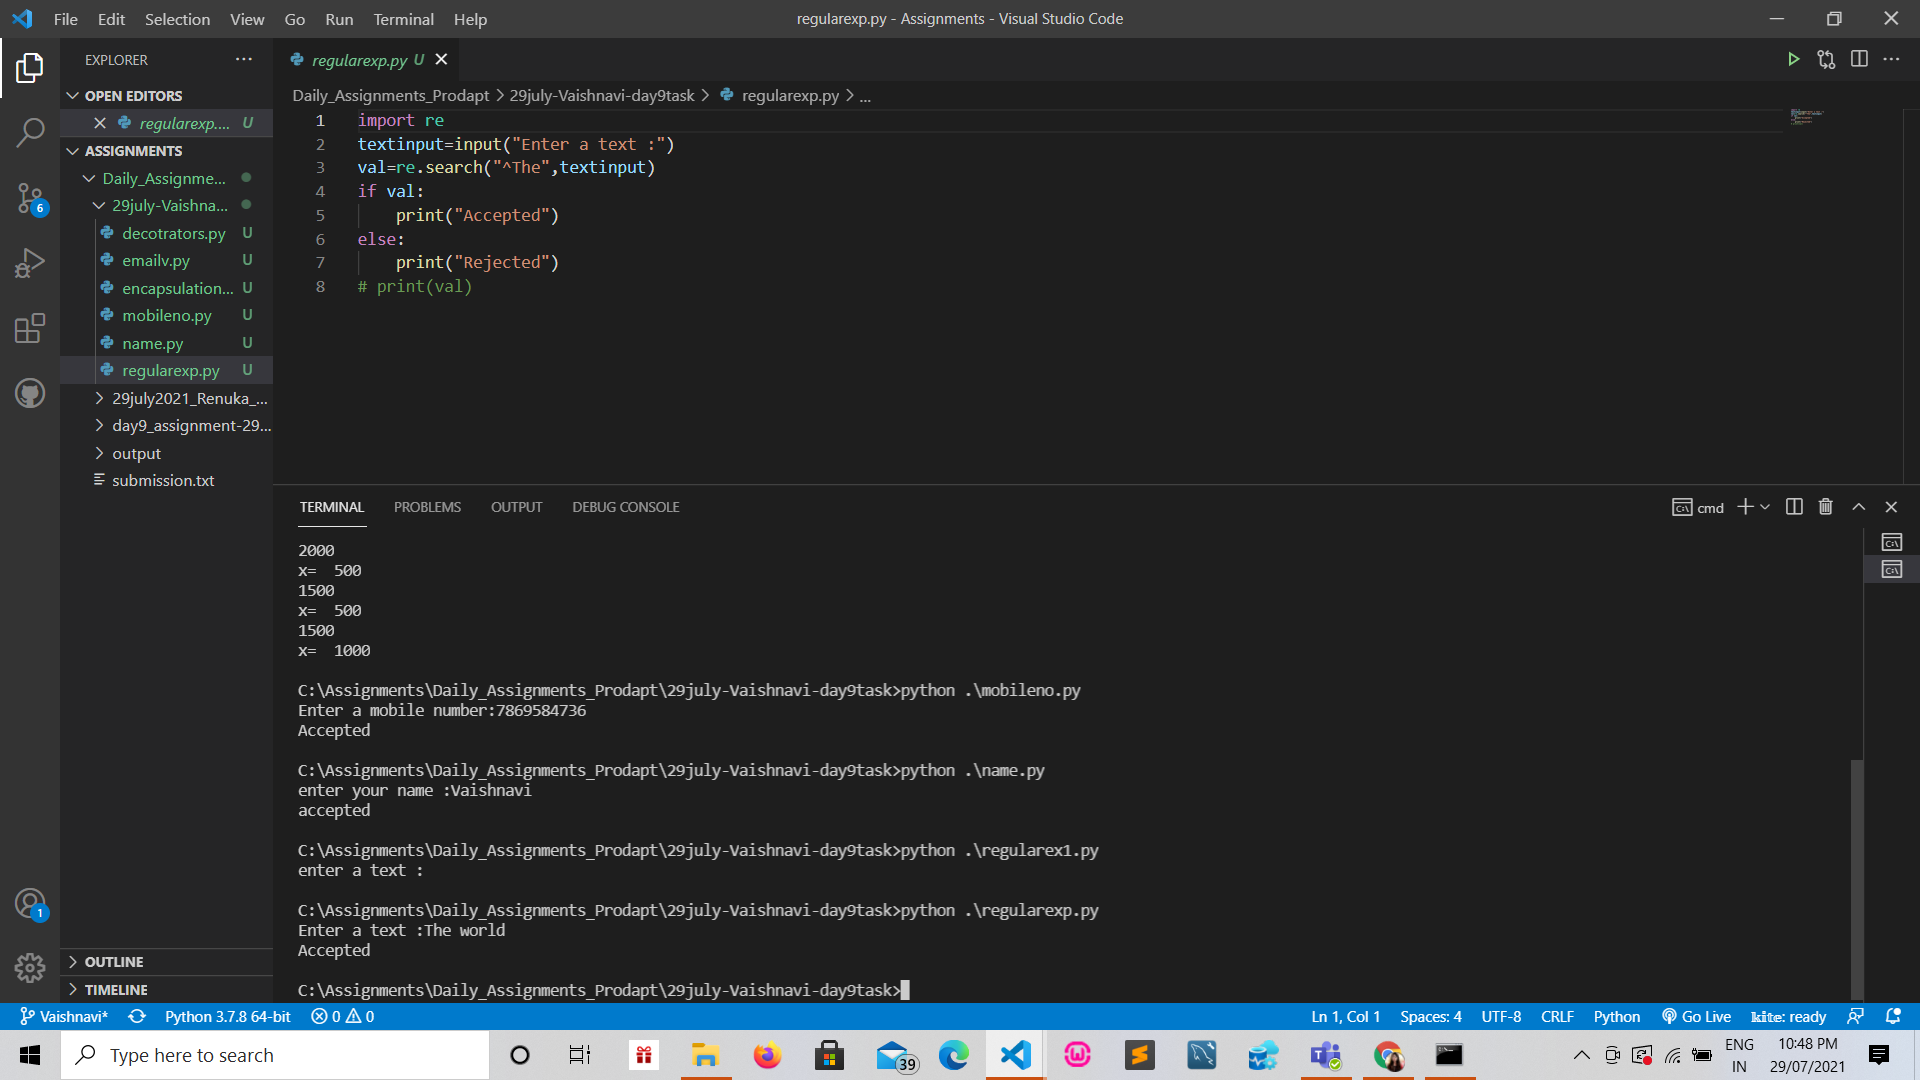 File Edit Selection View Go Run Terminal Help
regularexp.py - Assignments - Visual Studio Code
EXPLORER
OPEN EDITORS
regularexp.... U
ASSIGNMENTS
Daily_Assignme...
29july-Vaishna...
decotrators.py U
emailv.py U
encapsulation... U
mobileno.py U
name.py U
regularexp.py U
29july2021_Renuka_...
day9_assignment-29...
output
submission.txt
OUTLINE
TIMELINE
6
1
regularexp.py U
Daily_Assignments_Prodapt > 29july-Vaishnavi-day9task > regularexp.py > ...
1 import re
2 textinput=input("Enter a text :")
3 val=re.search("^The",textinput)
4 if val:
5     print("Accepted")
6 else:
7     print("Rejected")
8 # print(val)
TERMINAL PROBLEMS OUTPUT DEBUG CONSOLE
cmd
2000
x=  500
1500
x=  500
1500
x=  1000
C:\Assignments\Daily_Assignments_Prodapt\29july-Vaishnavi-day9task>python .\mobileno.py
Enter a mobile number:7869584736
Accepted
C:\Assignments\Daily_Assignments_Prodapt\29july-Vaishnavi-day9task>python .\name.py
enter your name :Vaishnavi
accepted
C:\Assignments\Daily_Assignments_Prodapt\29july-Vaishnavi-day9task>python .\regularex1.py
enter a text :
C:\Assignments\Daily_Assignments_Prodapt\29july-Vaishnavi-day9task>python .\regularexp.py
Enter a text :The world
Accepted
C:\Assignments\Daily_Assignments_Prodapt\29july-Vaishnavi-day9task>
Vaishnavi* Python 3.7.8 64-bit 0 0
Ln 1, Col 1 Spaces: 4 UTF-8 CRLF Python Go Live kite: ready
Type here to search
39
ENG
IN
10:48 PM
29/07/2021